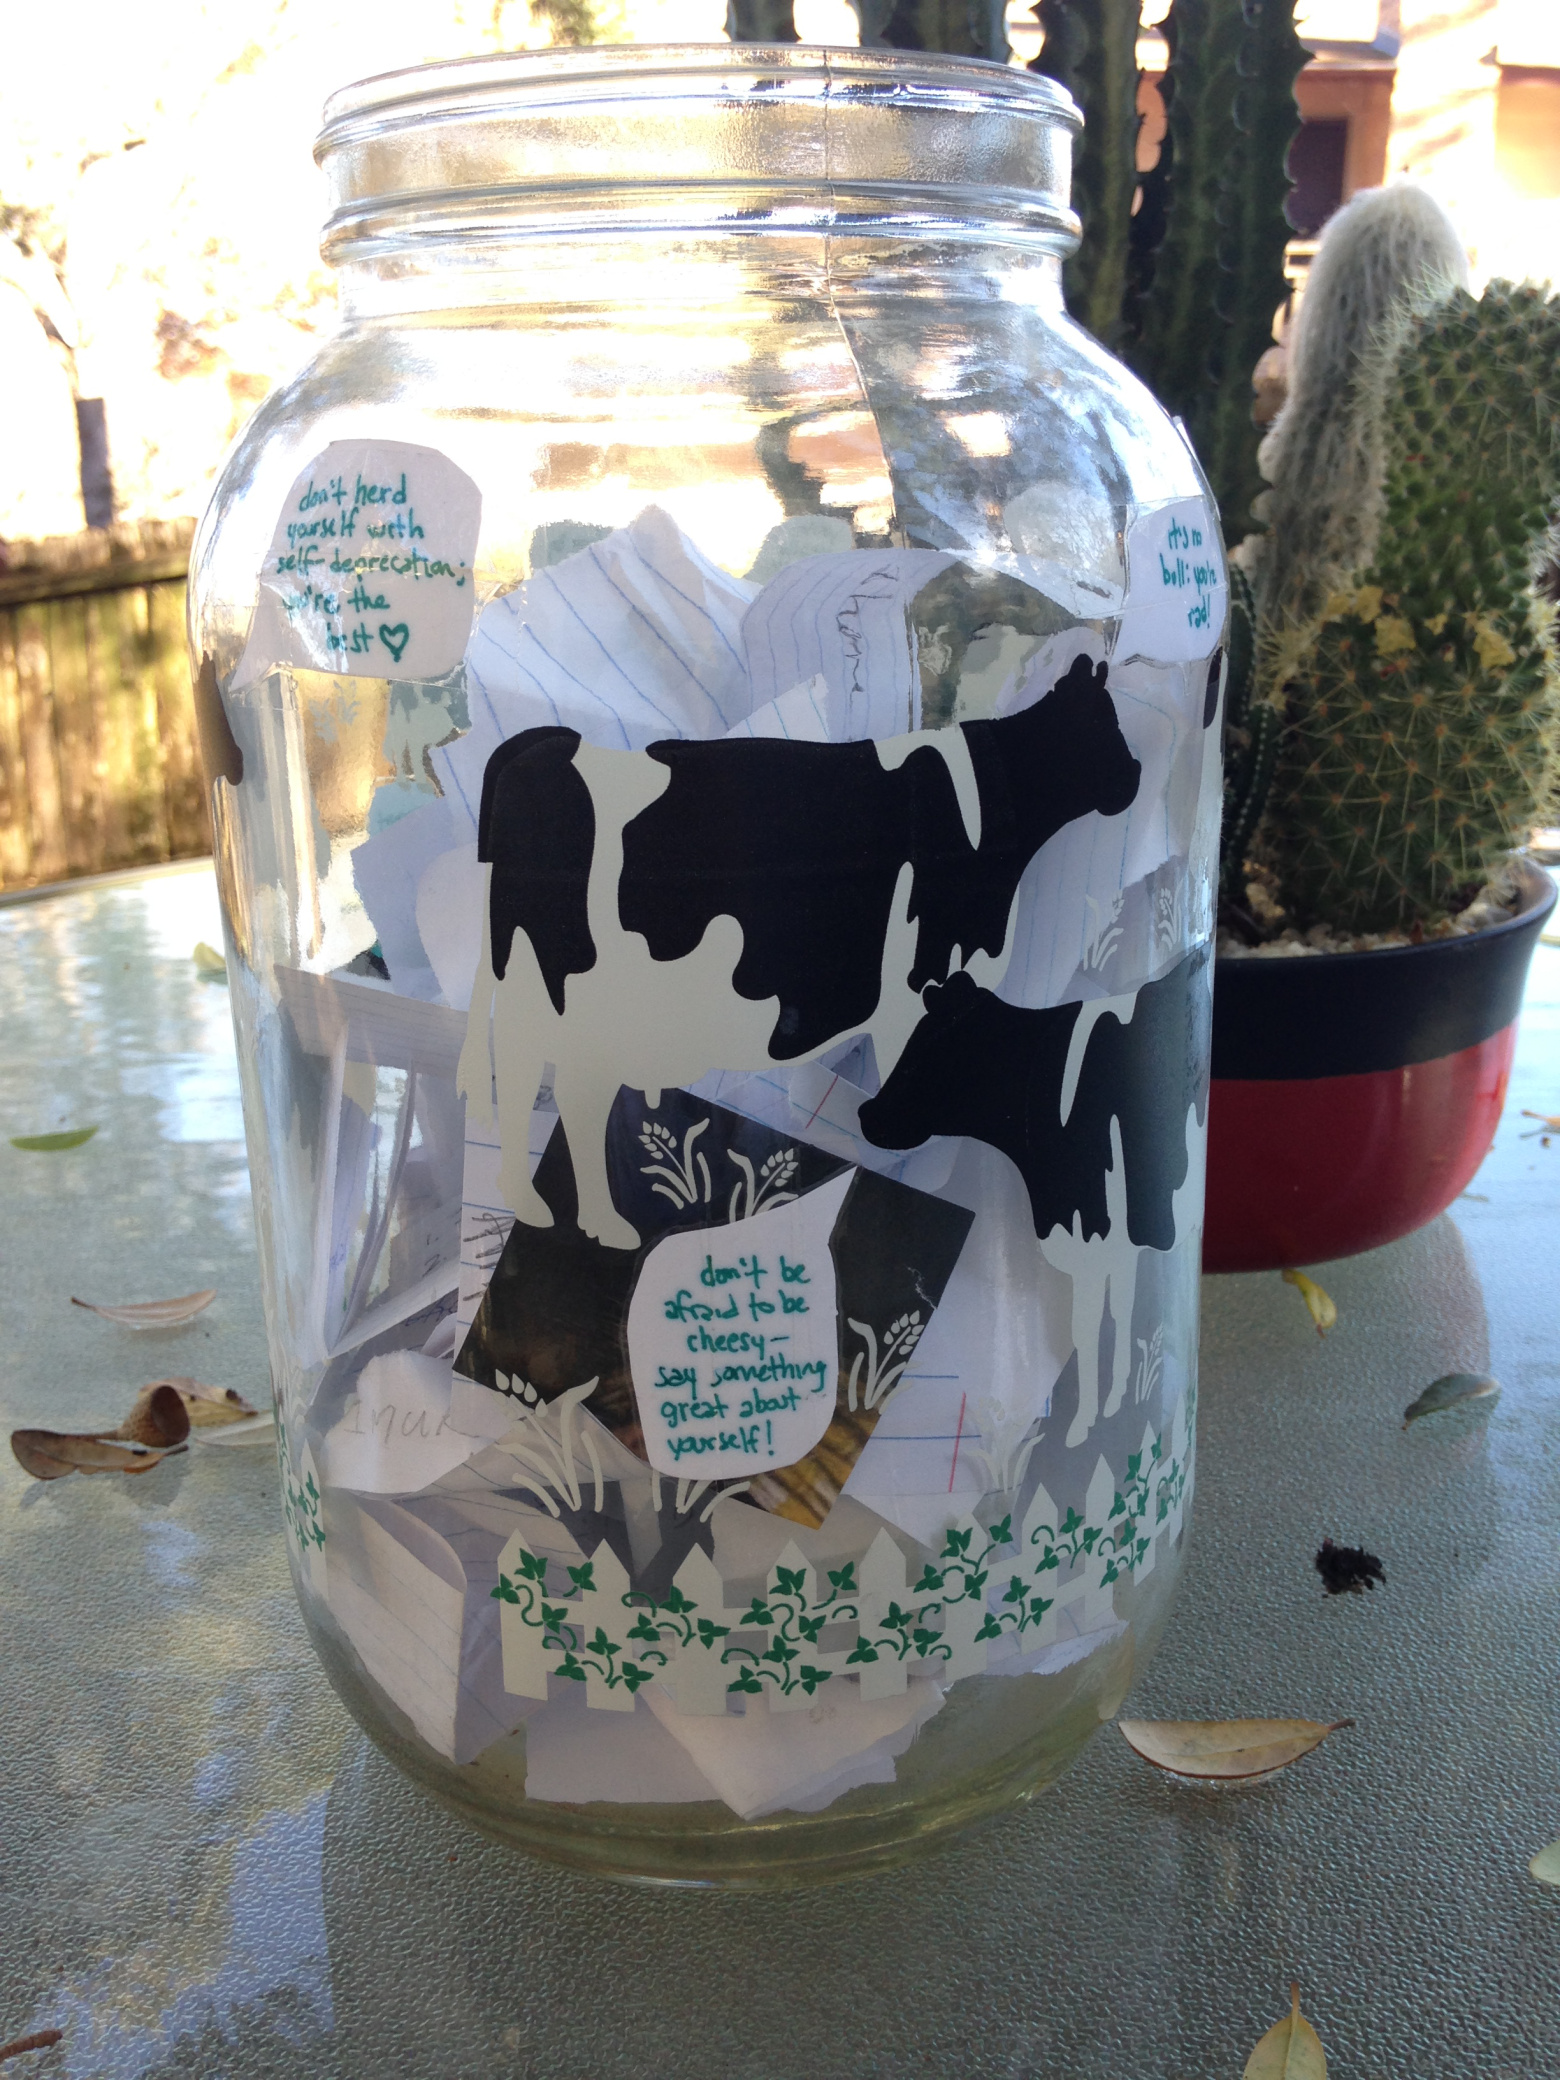 don't herd
yourself with
self-deprecation;
you're the
best ♡
it's no
bull: you're
rad!
don't be
afraid to be
cheesy—
say something
great about
yourself!